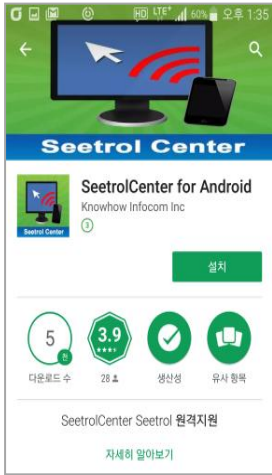 HD LTE+ 60% 오후 1:35
Seetrol Center
Seetrol Center
SeetrolCenter for Android
Knowhow Infocom Inc
3
설치
5
천
3.9
다운로드 수
28
생산성
유사 항목
SeetrolCenter Seetrol 원격지원
자세히 알아보기